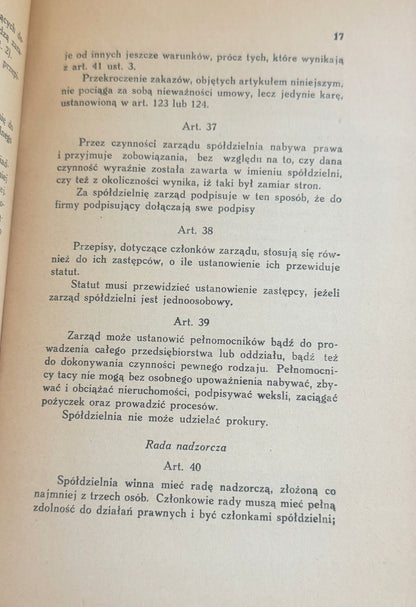 17
je od innych jeszcze warunków, prócz tych, które wynikają
z art. 41 ust. 3.
Przekroczenie zakazów, objętych artykułem niniejszym,
nie pociąga za sobą nieważności umowy, lecz jedynie karę,
ustanowioną w art. 123 lub 124.
Art. 37
Przez czynności zarządu spółdzielnia nabywa prawa
i przyjmuje zobowiązania, bez względu na to, czy dana
czynność wyraźnie została zawarta w imieniu spółdzielni,
czy też z okoliczności wynika, iż taki był zamiar stron.
Za spółdzielnię zarząd podpisuje w ten sposób, że do
firmy podpisujący dołączają swe podpisy
Art. 38
Przepisy, dotyczące członków zarządu, stosują się rów-
nież do ich zastępców, o ile ustanowienie ich przewiduje
statut.
Statut musi przewidzieć ustanowienie zastępcy, jeżeli
zarząd spółdzielni jest jednoosobowy.
Art. 39
Zarząd może ustanowić pełnomocników bądź do pro-
wadzenia całego przedsiębiorstwa lub oddziału, bądź też
do dokonywania czynności pewnego rodzaju. Pełnomocni-
cy tacy nie mogą bez osobnego upoważnienia nabywać, zby-
wać i obciążać nieruchomości, podpisywać weksli, zaciągać
pożyczek oraz prowadzić procesów.
Spółdzielnia nie może udzielać prokury.
Rada nadzorcza
Art. 40
Spółdzielnia winna mieć radę nadzorczą, złożoną co
najmniej z trzech osób. Członkowie rady muszą mieć pełną
zdolność do działań prawnych i być członkami spółdzielni;